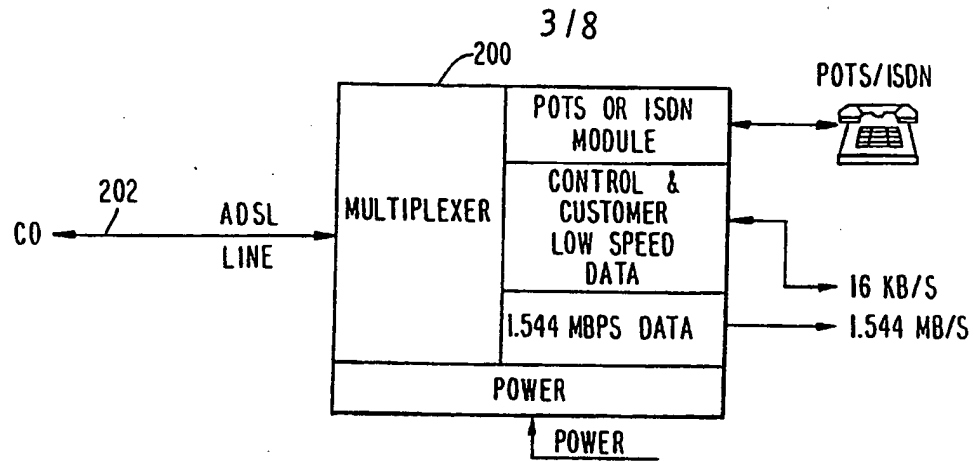 3/8
200
POTS/ISDN
POTS OR ISDN
MODULE
202
CO
ADSL
LINE
MULTIPLEXER
CONTROL &
CUSTOMER
LOW SPEED
DATA
16 KB/S
1.544 MBPS DATA
1.544 MB/S
POWER
POWER